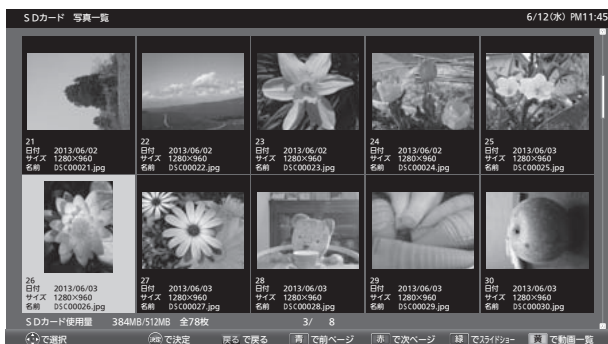 SDカード 写真一覧 6/12(水) PM11:45
21 22 23 24 25
日付 2013/06/02 日付 2013/06/02 日付 2013/06/02 日付 2013/06/02 日付 2013/06/03
サイズ 1280×960 サイズ 1280×960 サイズ 1280×960 サイズ 1280×960 サイズ 1280×960
名前 DSC00021.jpg 名前 DSC00022.jpg 名前 DSC00023.jpg 名前 DSC00024.jpg 名前 DSC00025.jpg
26 27 28 29 30
日付 2013/06/03 日付 2013/06/03 日付 2013/06/03 日付 2013/06/03 日付 2013/06/03
サイズ 1280×960 サイズ 1280×960 サイズ 1280×960 サイズ 1280×960 サイズ 1280×960
名前 DSC00026.jpg 名前 DSC00027.jpg 名前 DSC00028.jpg 名前 DSC00029.jpg 名前 DSC00030.jpg
SDカード使用量 384MB/512MB 全78枚 3/ 8
で選択 決定 で決定 戻る で戻る 青 で前ページ 赤 で次ページ 緑 でスライドショー 黄 で動画一覧